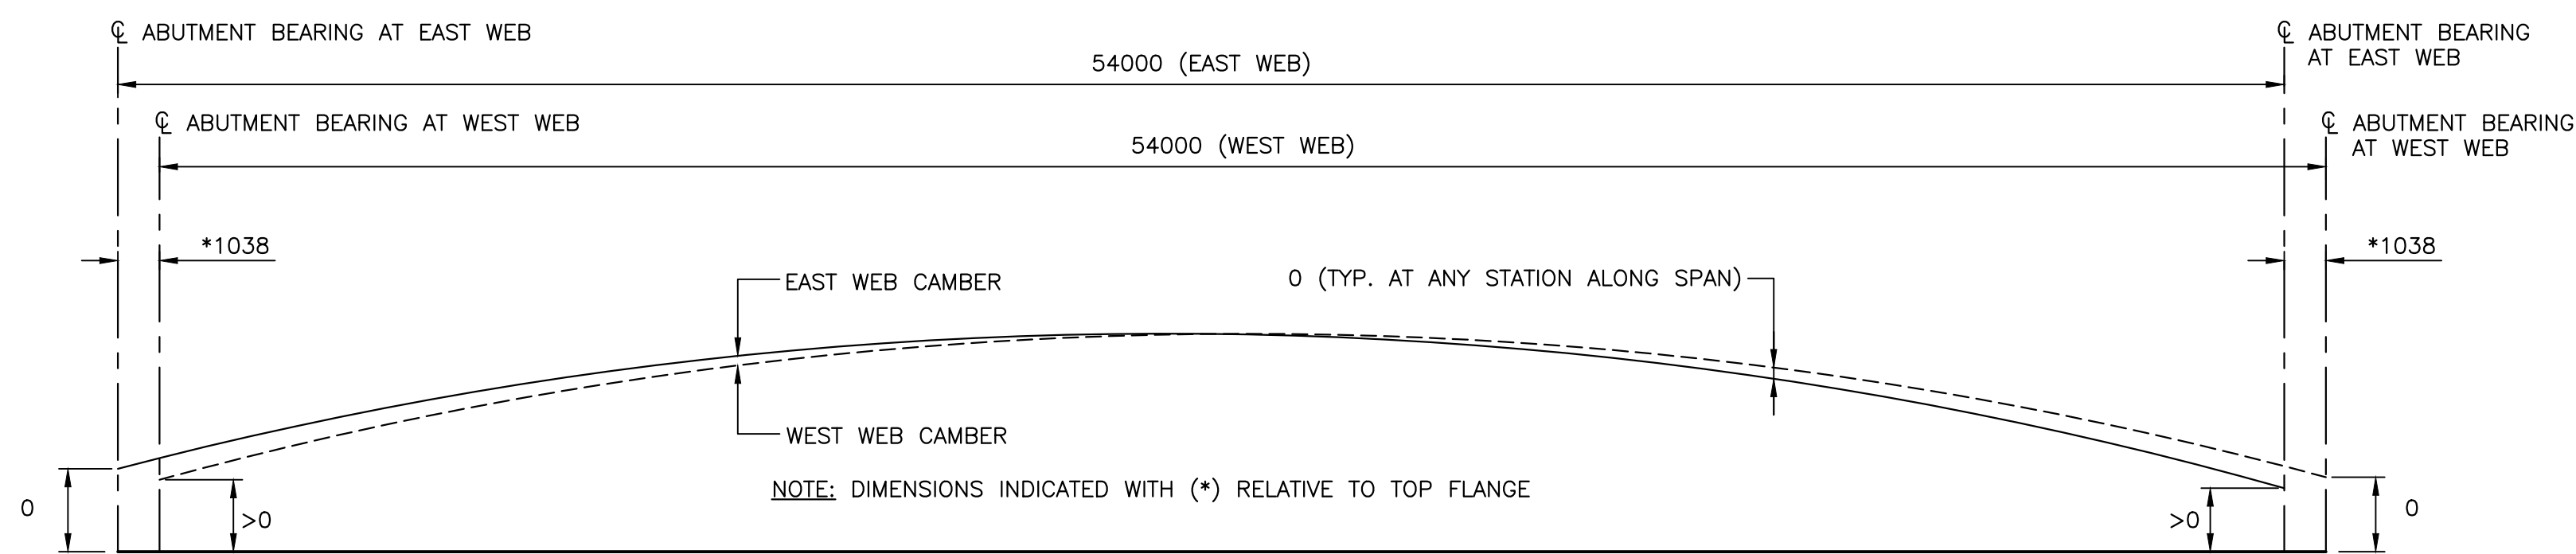 ℄ ABUTMENT BEARING AT EAST WEB
℄ ABUTMENT BEARING
AT EAST WEB
54000 (EAST WEB)
℄ ABUTMENT BEARING AT WEST WEB
℄ ABUTMENT BEARING
AT WEST WEB
54000 (WEST WEB)
*1038
*1038
EAST WEB CAMBER
0 (TYP. AT ANY STATION ALONG SPAN)
WEST WEB CAMBER
NOTE: DIMENSIONS INDICATED WITH (*) RELATIVE TO TOP FLANGE
0
>0
>0
0